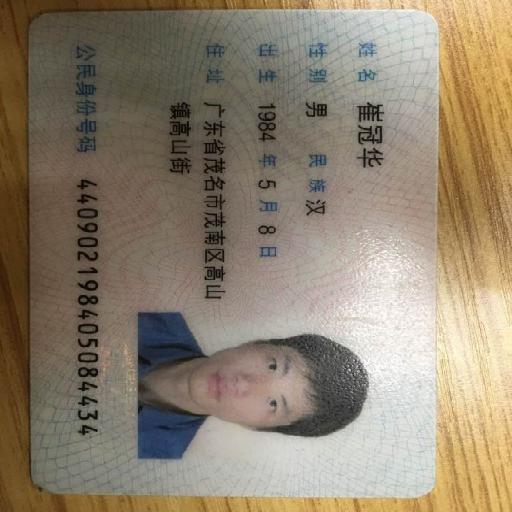 姓名 崔冠华
性别 男 民族 汉
出生 1984 年 5 月 8 日
住址 广东省茂名市茂南区高山
镇高山街
公民身份号码 440902198405084434